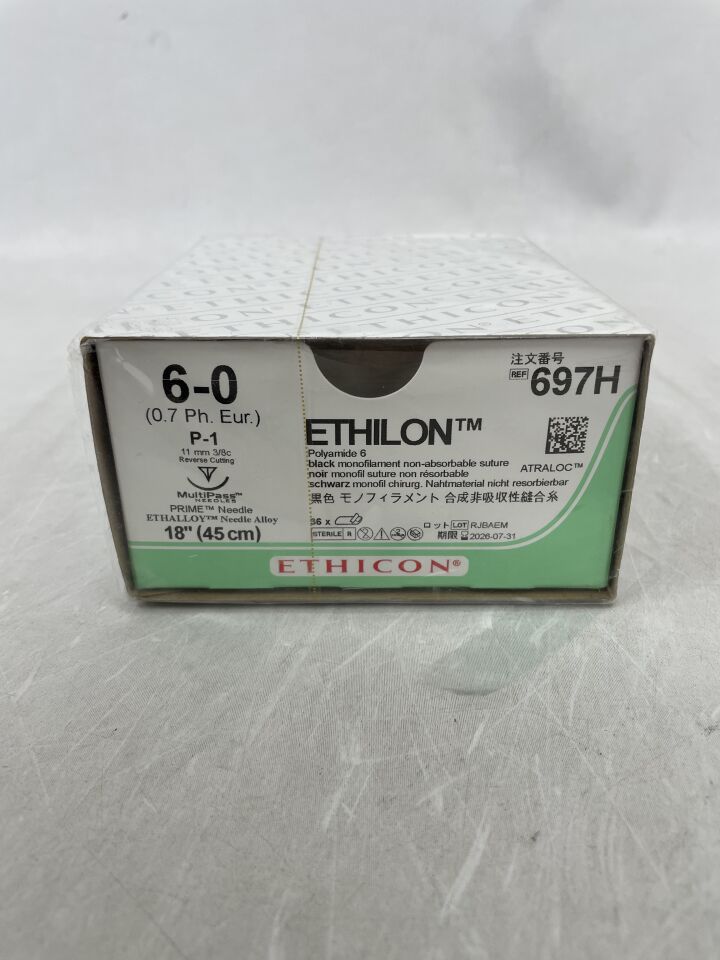 ETHICON®
6-0
(0.7 Ph. Eur.)
P-1
11 mm 3/8c
Reverse Cutting
MultiPass™
NEEDLES
PRIME™ Needle
ETHALLOY™ Needle Alloy
18" (45 cm)
注文番号
REF 697H
ETHILON™
Polyamide 6
black monofilament non-absorbable suture
noir monofil suture non résorbable
schwarz monofil chirurg. Nahtmaterial nicht resorbierbar
黒色 モノフィラメント 合成非吸収性縫合糸
ATRALOC™
36 x
STERILE R
ロット LOT RJBAEM
期限 2026-07-31
ETHICON®